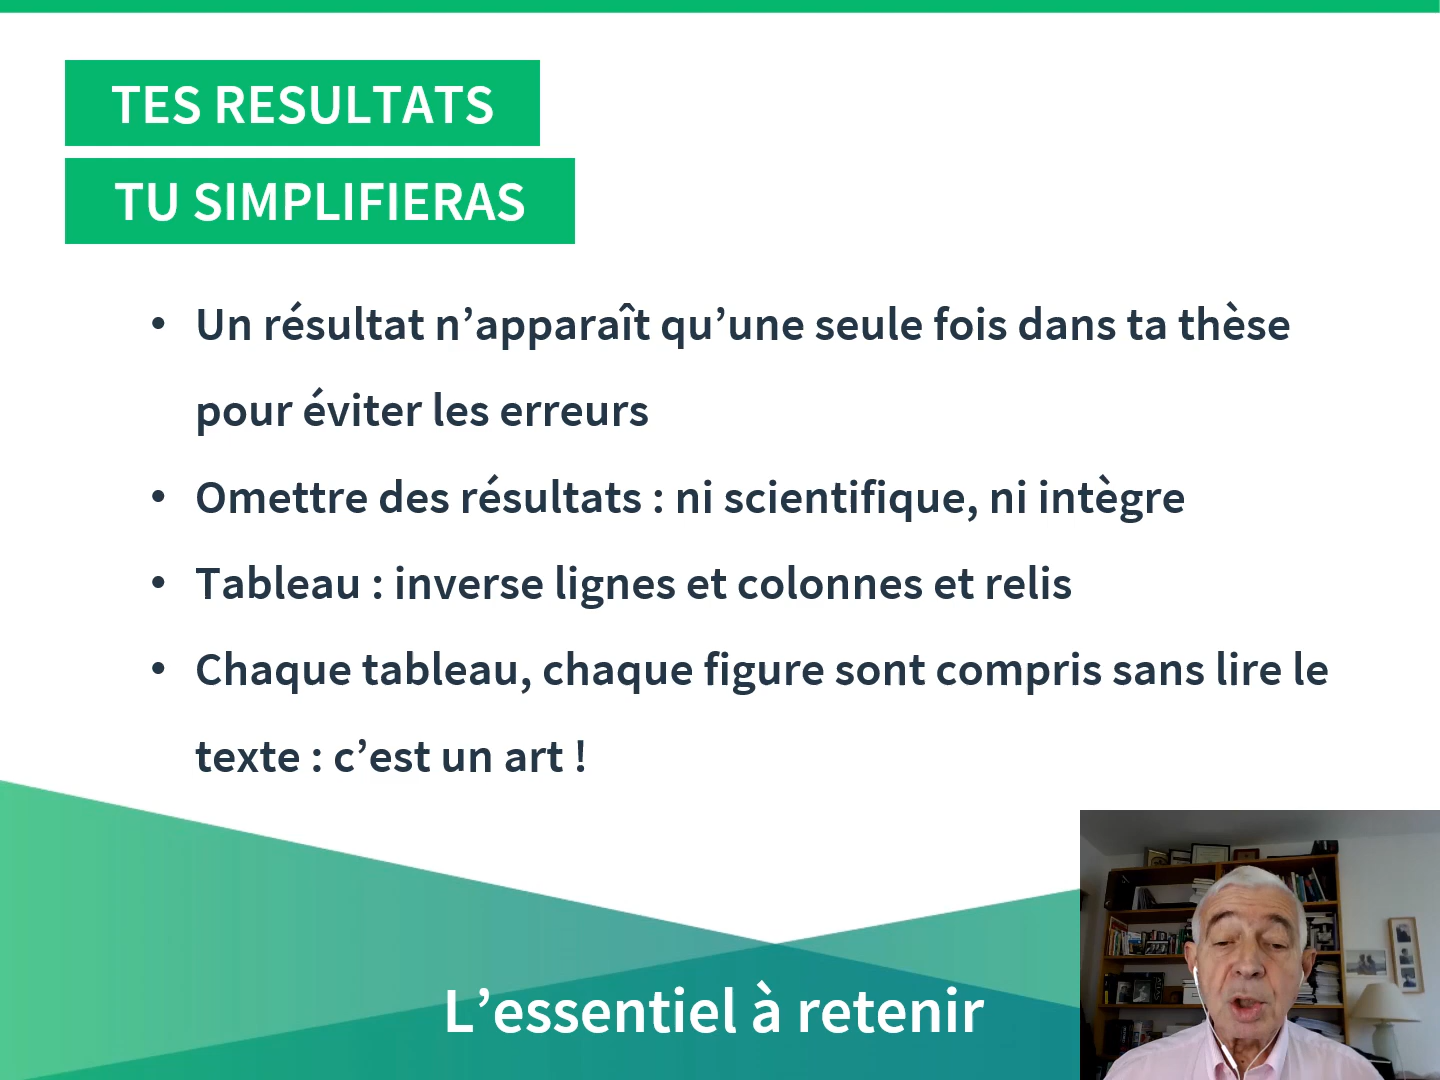 TES RESULTATS
TU SIMPLIFIERAS
• Un résultat n’apparaît qu’une seule fois dans ta thèse
pour éviter les erreurs
• Omettre des résultats : ni scientifique, ni intègre
• Tableau : inverse lignes et colonnes et relis
• Chaque tableau, chaque figure sont compris sans lire le
texte : c’est un art !
L’essentiel à retenir